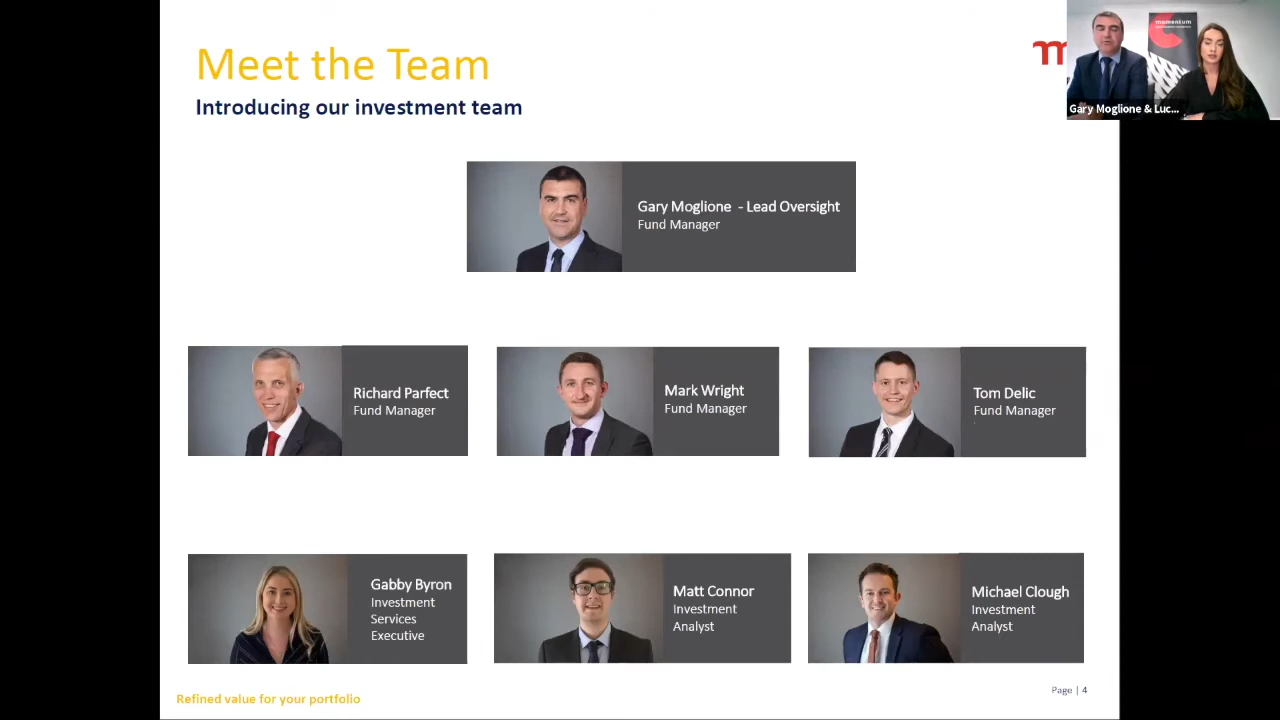 Meet the Team
Introducing our investment team
m
momentum
Gary Moglione & Luc...
Gary Moglione - Lead Oversight
Fund Manager
Richard Parfect
Fund Manager
Mark Wright
Fund Manager
Tom Delic
Fund Manager
Gabby Byron
Investment
Services
Executive
Matt Connor
Investment
Analyst
Michael Clough
Investment
Analyst
Refined value for your portfolio
Page | 4